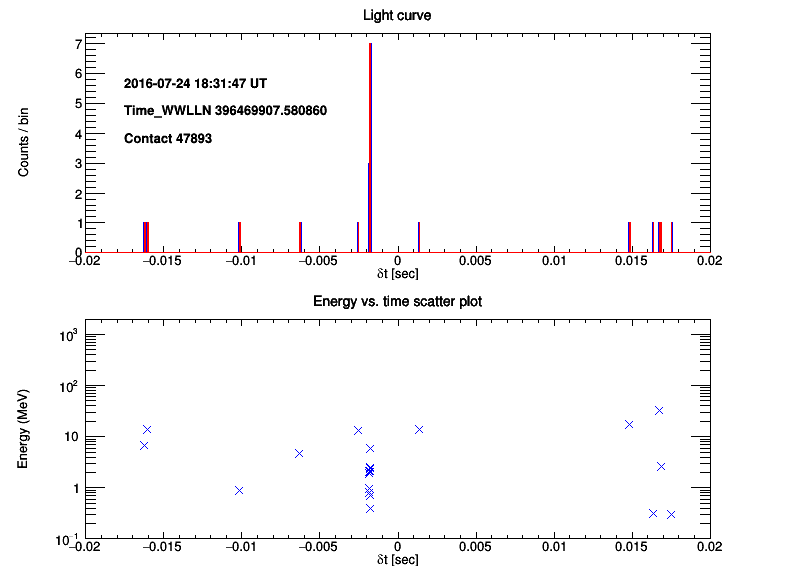 Light curve
Counts / bin
7
6
5
4
3
2
1
0
2016-07-24 18:31:47 UT
Time_WWLLN 396469907.580860
Contact 47893
−0.02 −0.015 −0.01 −0.005 0 0.005 0.01 0.015 0.02
δt [sec]
Energy vs. time scatter plot
Energy (MeV)
10³
10²
10
1
10⁻¹
−0.02 −0.015 −0.01 −0.005 0 0.005 0.01 0.015 0.02
δt [sec]